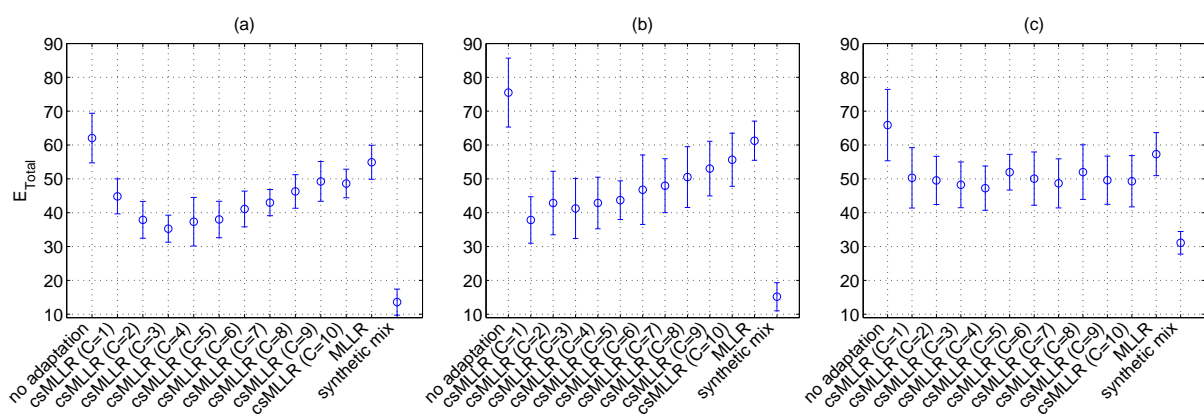 (a)
90
80
70
60
50
40
30
20
10
E_Total
no adaptation
csMLLR (C=1)
csMLLR (C=2)
csMLLR (C=3)
csMLLR (C=4)
csMLLR (C=5)
csMLLR (C=6)
csMLLR (C=7)
csMLLR (C=8)
csMLLR (C=9)
csMLLR (C=10)
MLLR
synthetic mix
(b)
90
80
70
60
50
40
30
20
10
no adaptation
csMLLR (C=1)
csMLLR (C=2)
csMLLR (C=3)
csMLLR (C=4)
csMLLR (C=5)
csMLLR (C=6)
csMLLR (C=7)
csMLLR (C=8)
csMLLR (C=9)
csMLLR (C=10)
MLLR
synthetic mix
(c)
90
80
70
60
50
40
30
20
10
no adaptation
csMLLR (C=1)
csMLLR (C=2)
csMLLR (C=3)
csMLLR (C=4)
csMLLR (C=5)
csMLLR (C=6)
csMLLR (C=7)
csMLLR (C=8)
csMLLR (C=9)
csMLLR (C=10)
MLLR
synthetic mix